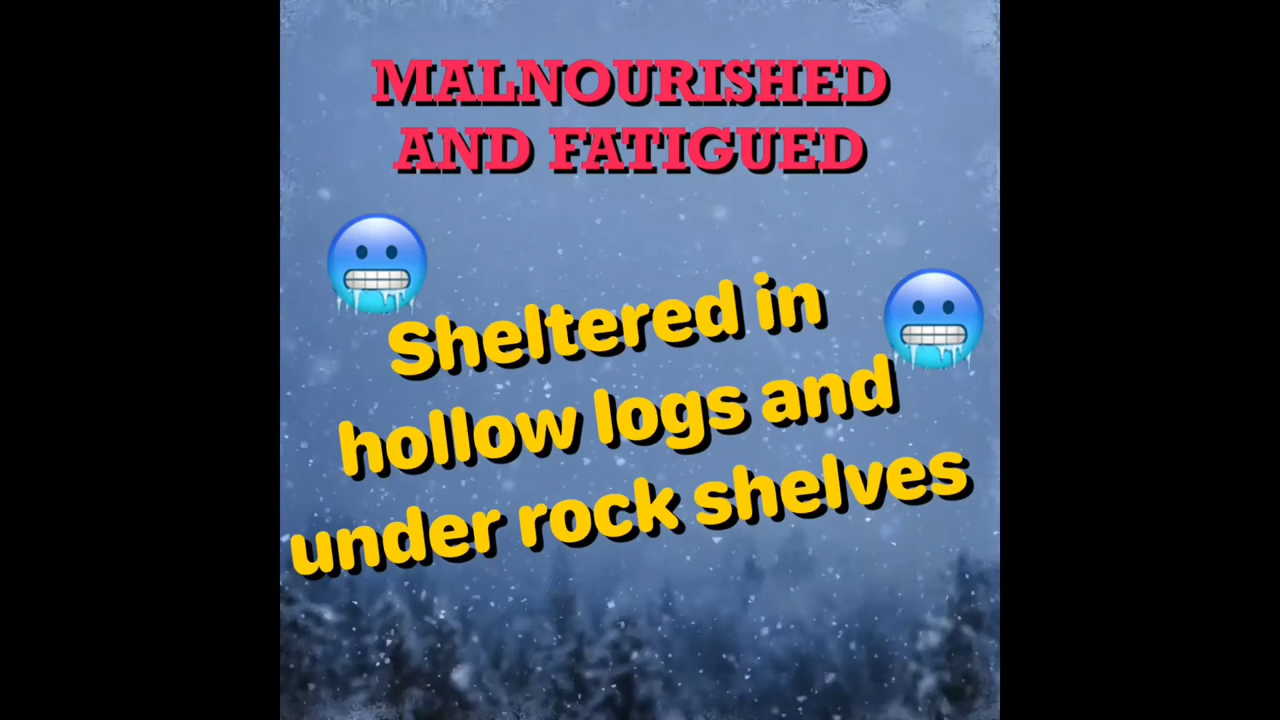 MALNOURISHED
AND FATIGUED
Sheltered in
hollow logs and
under rock shelves